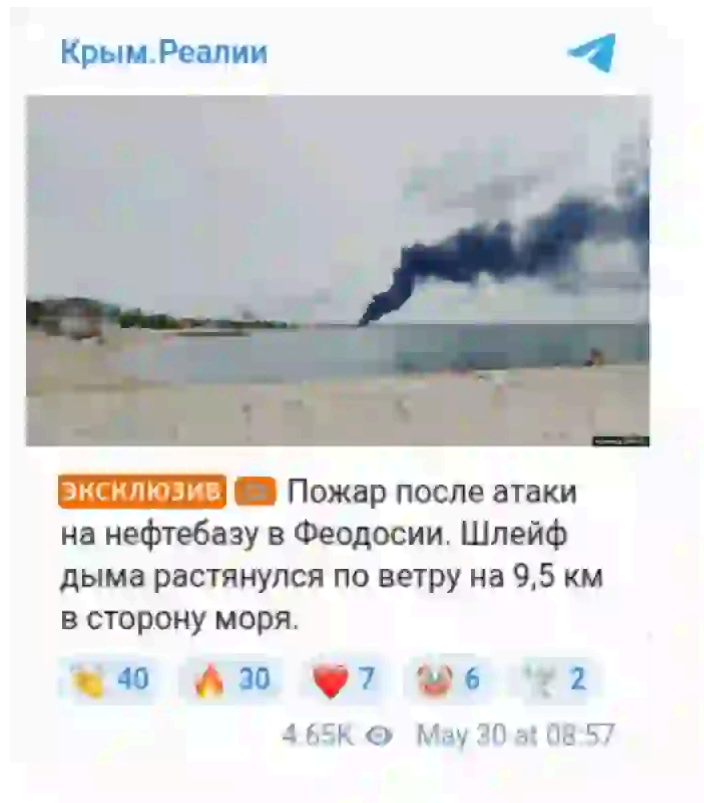 Крым.Реалии
ЭКСКЛЮЗИВ Пожар после атаки
на нефтебазу в Феодосии. Шлейф
дыма растянулся по ветру на 9,5 км
в сторону моря.
40 30 7 6 2
4.65K May 30 at 08:57